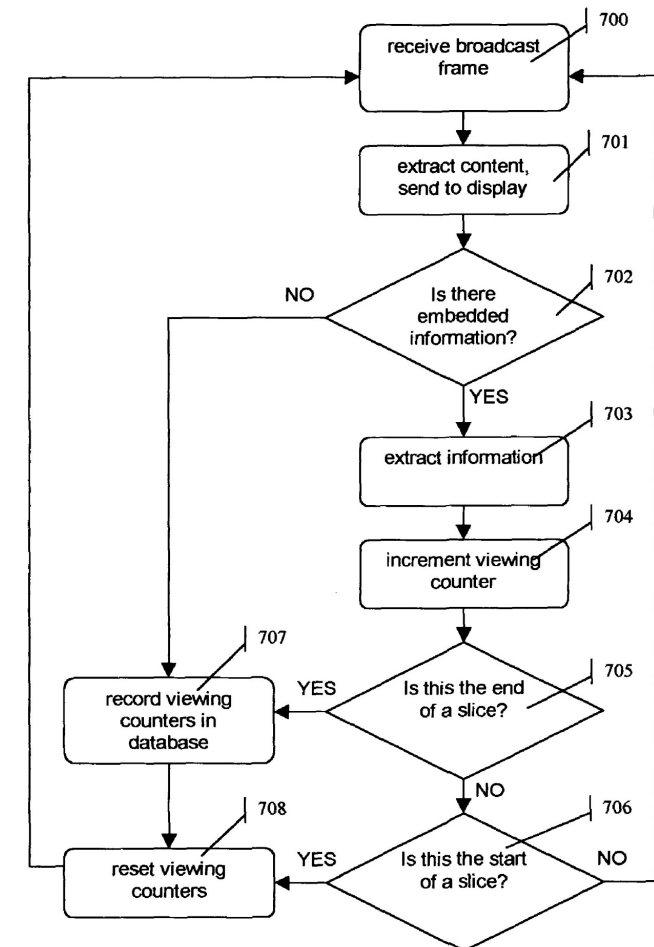 700
receive broadcast
frame
701
extract content,
send to display
702
NO
Is there
embedded
information?
YES
703
extract information
704
increment viewing
counter
707
705
YES
Is this the end
of a slice?
record viewing
counters in
database
NO
708
706
YES
Is this the start
of a slice?
NO
reset viewing
counters